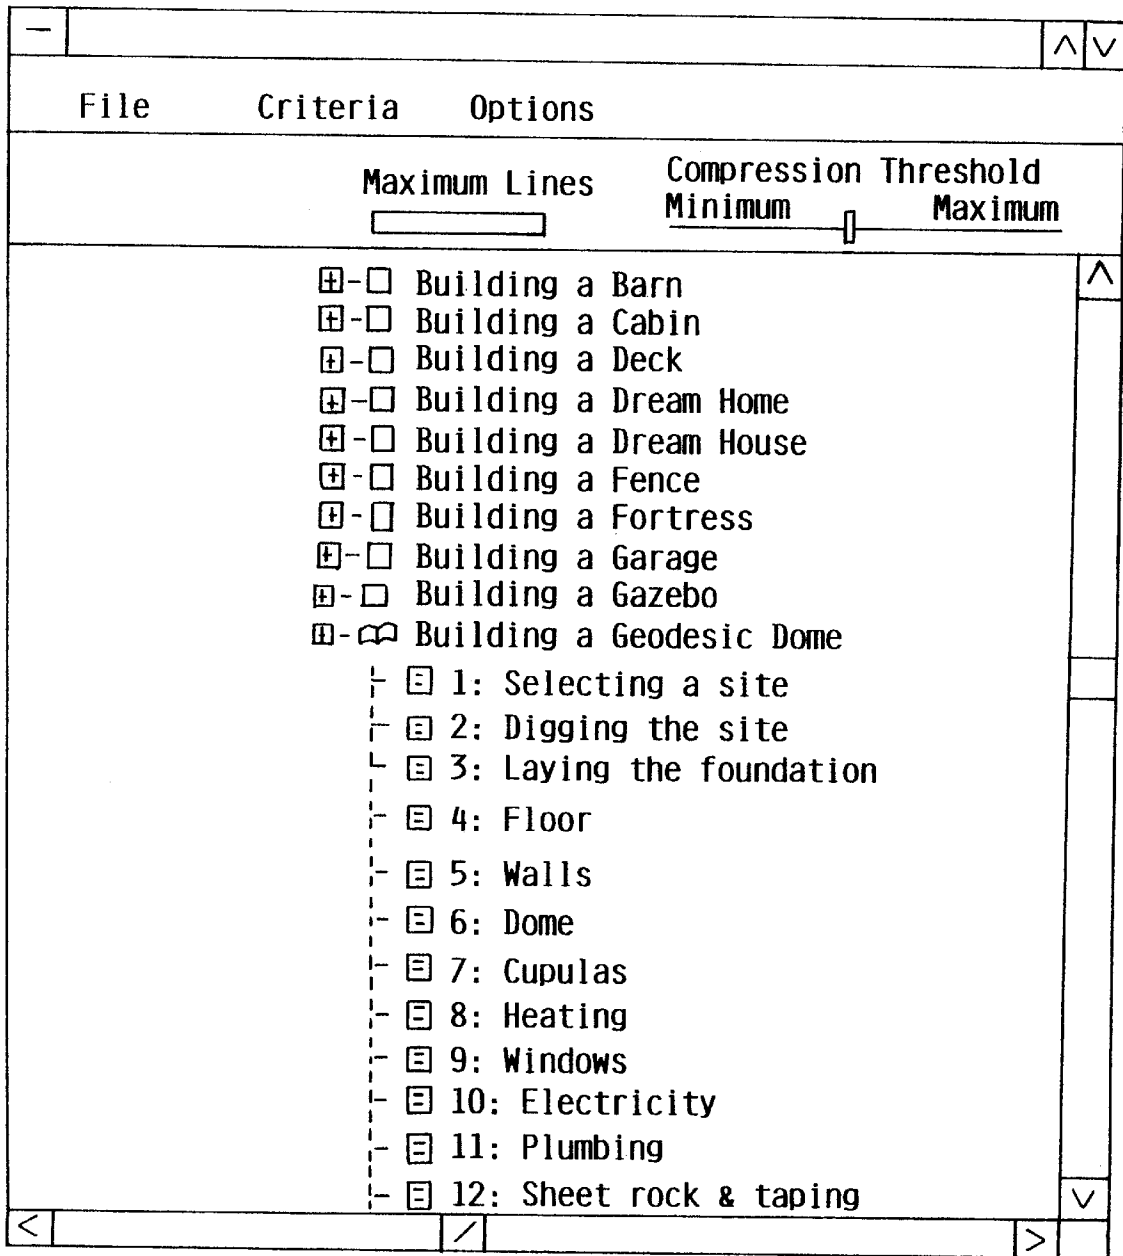 File Criteria Options
Maximum Lines
Compression Threshold
Minimum Maximum
Building a Barn
Building a Cabin
Building a Deck
Building a Dream Home
Building a Dream House
Building a Fence
Building a Fortress
Building a Garage
Building a Gazebo
Building a Geodesic Dome
1: Selecting a site
2: Digging the site
3: Laying the foundation
4: Floor
5: Walls
6: Dome
7: Cupulas
8: Heating
9: Windows
10: Electricity
11: Plumbing
12: Sheet rock & taping